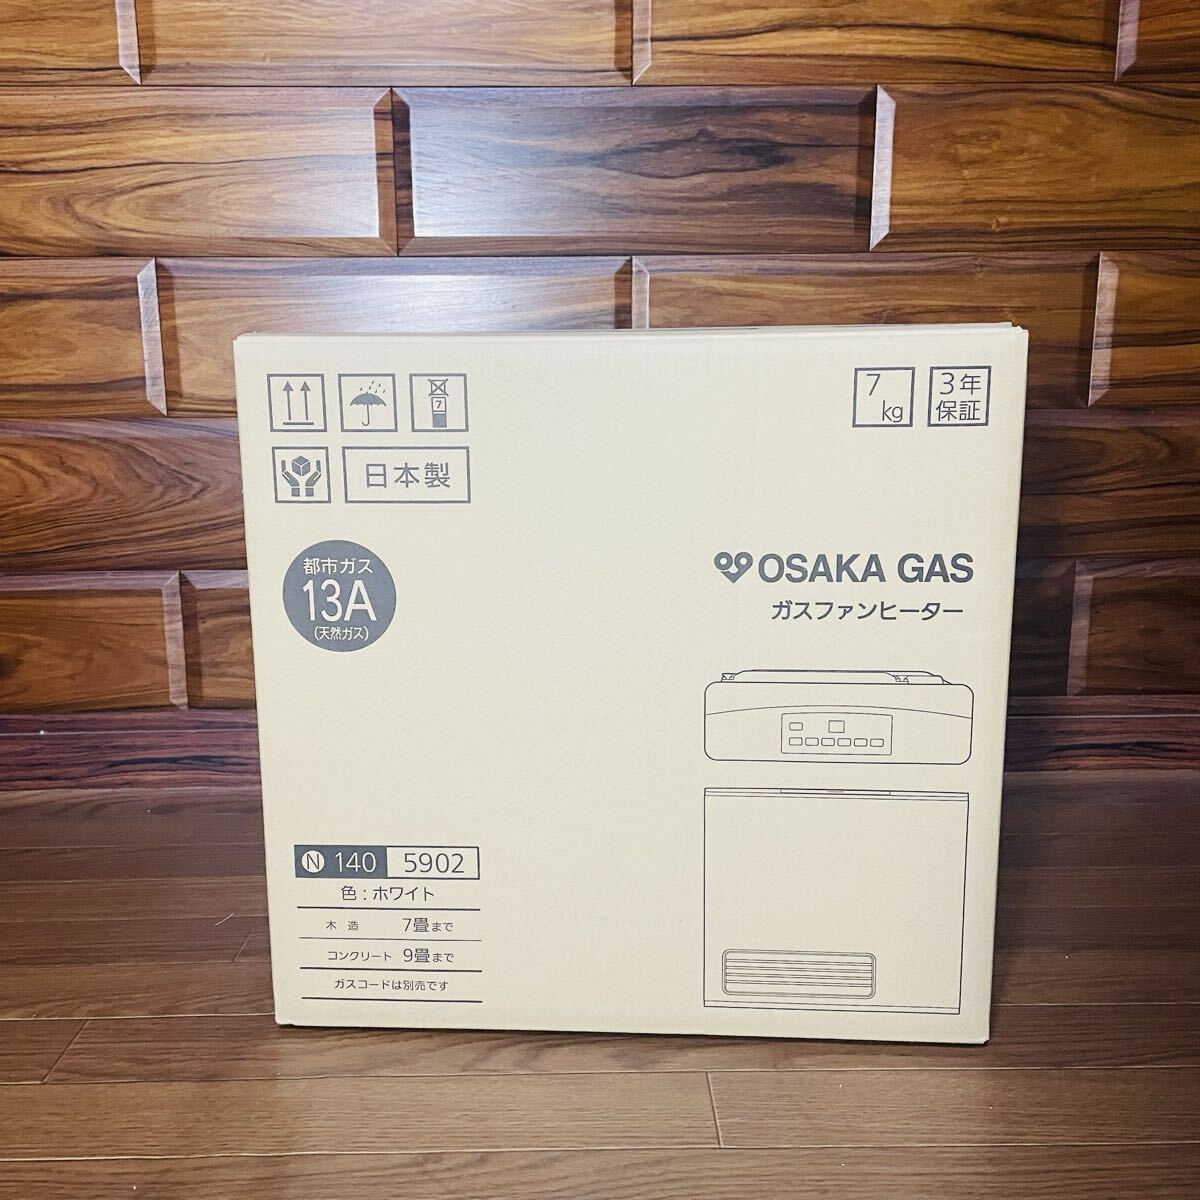 7
kg
3年
保証
7
日本製
都市ガス
13A
(天然ガス)
OSAKA GAS
ガスファンヒーター
N 140 5902
色:ホワイト
木 造 7畳まで
コンクリート 9畳まで
ガスコードは別売です